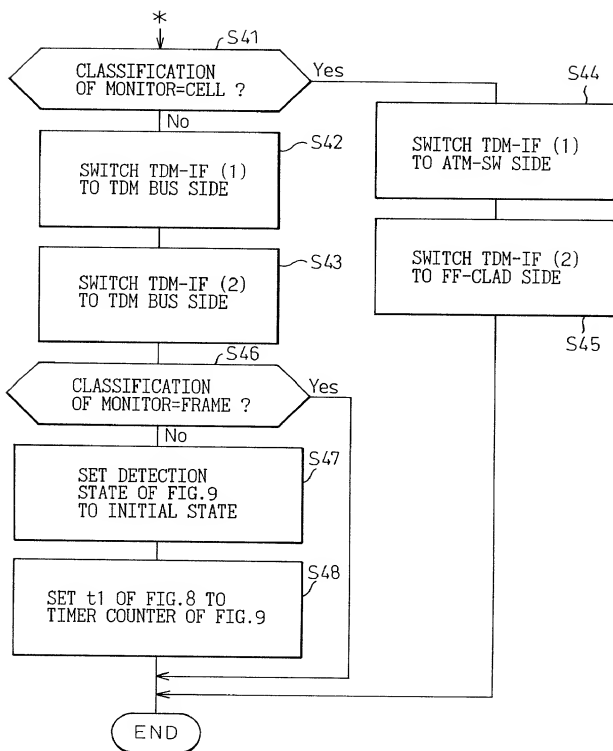 *
S41
CLASSIFICATION
OF MONITOR=CELL ?
Yes
No
S42
SWITCH TDM-IF (1)
TO TDM BUS SIDE
S43
SWITCH TDM-IF (2)
TO TDM BUS SIDE
S44
SWITCH TDM-IF (1)
TO ATM-SW SIDE
SWITCH TDM-IF (2)
TO FF-CLAD SIDE
S45
S46
CLASSIFICATION
OF MONITOR=FRAME ?
Yes
No
S47
SET DETECTION
STATE OF FIG.9
TO INITIAL STATE
S48
SET t1 OF FIG.8 TO
TIMER COUNTER OF FIG.9
END